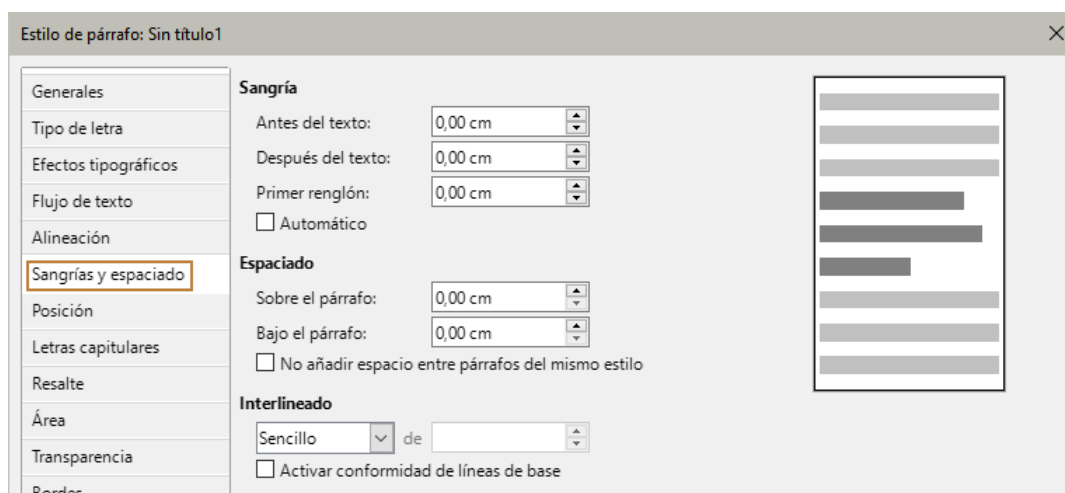 Estilo de párrafo: Sin título1
Generales
Tipo de letra
Efectos tipográficos
Flujo de texto
Alineación
Sangrías y espaciado
Posición
Letras capitulares
Resalte
Área
Transparencia
Bordes
Sangría
Antes del texto: 0,00 cm
Después del texto: 0,00 cm
Primer renglón: 0,00 cm
Automático
Espaciado
Sobre el párrafo: 0,00 cm
Bajo el párrafo: 0,00 cm
No añadir espacio entre párrafos del mismo estilo
Interlineado
Sencillo de
Activar conformidad de líneas de base